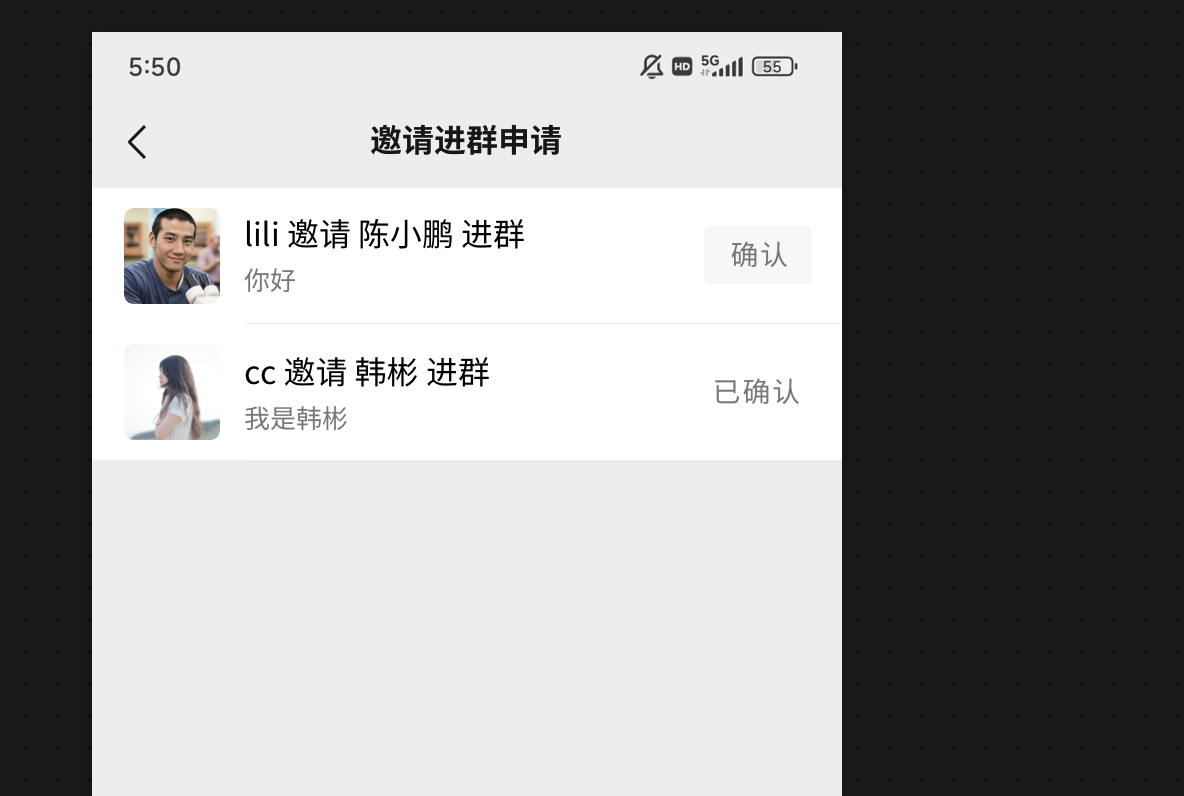 5:50
HD 5G 55
邀请进群申请
lili 邀请 陈小鹏 进群
确认
你好
cc 邀请 韩彬 进群
已确认
我是韩彬